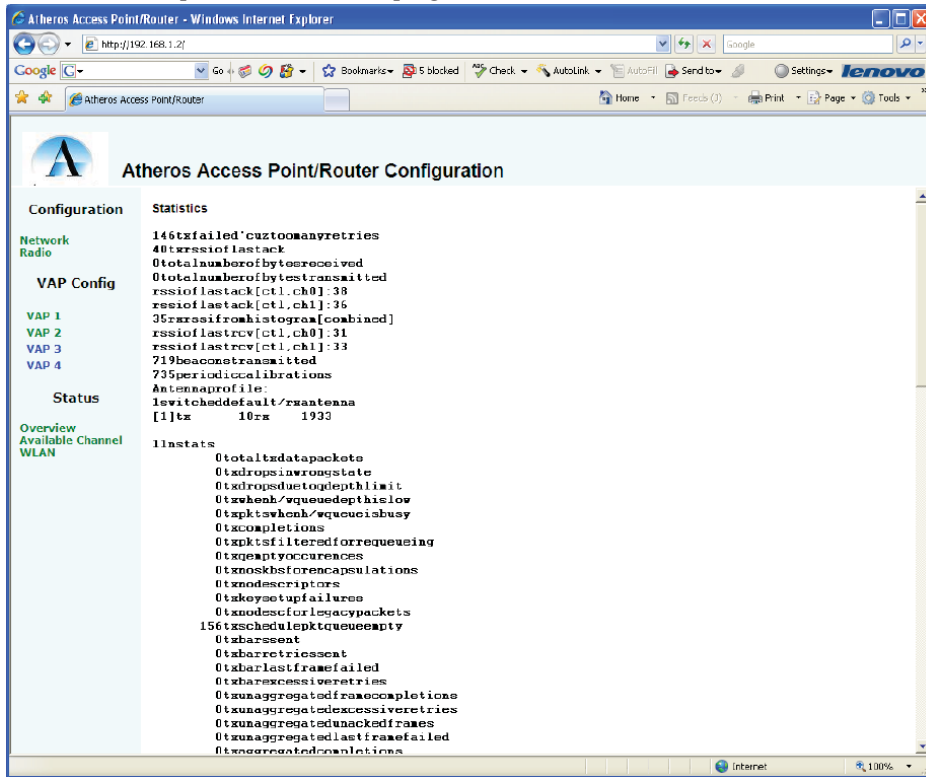 Atheros Access Point/Router - Windows Internet Explorer
http://192.168.1.2/
Google
Google G Go Bookmarks 5 blocked Check AutoLink AutoFill Send to Settings lenovo
Atheros Access Point/Router
Home Feeds (J) Print Page Tools »
Atheros Access Point/Router Configuration
Configuration
Network
Radio
VAP Config
VAP 1
VAP 2
VAP 3
VAP 4
Status
Overview
Available Channel
WLAN
Statistics
146txfailed'cuztoomanyretries
40txrssioflastack
0totalnumberofbytesreceived
0totalnumberofbytestransmitted
rssioflastack[ctl,ch0]:38
rssioflastack[ctl,ch1]:36
35rxrssifromhistogram[combined]
rssioflastrcv[ctl,ch0]:31
rssioflastrcv[ctl,ch1]:33
719beaconstransmitted
735periodiccalibrations
Antennaprofile:
1switcheddefault/rxantenna
[1]tx 10rx 1933
11nstats
0totaltxdatapackets
0txdropsinwrongstate
0txdropsduetoqdepthlimit
0txwhenh/wqueuedepthislow
0txpktswhenh/wqueueisbusy
0txcompletions
0txpktsfilteredforrequeueing
0txqemptyoccurences
0txnoskbsforencapsulations
0txnodescriptors
0txkeysetupfailures
0txnodescforlegacypackets
156txschedulepktqueueempty
0txbarssent
0txbarretriessent
0txbarlastframefailed
0txbarexcessiveretries
0txunaggregatedframecompletions
0txunaggregatedexcessiveretries
0txunaggregatedunackedframes
0txunaggregatedlastframefailed
0txaggregatedcompletions
Internet 100%